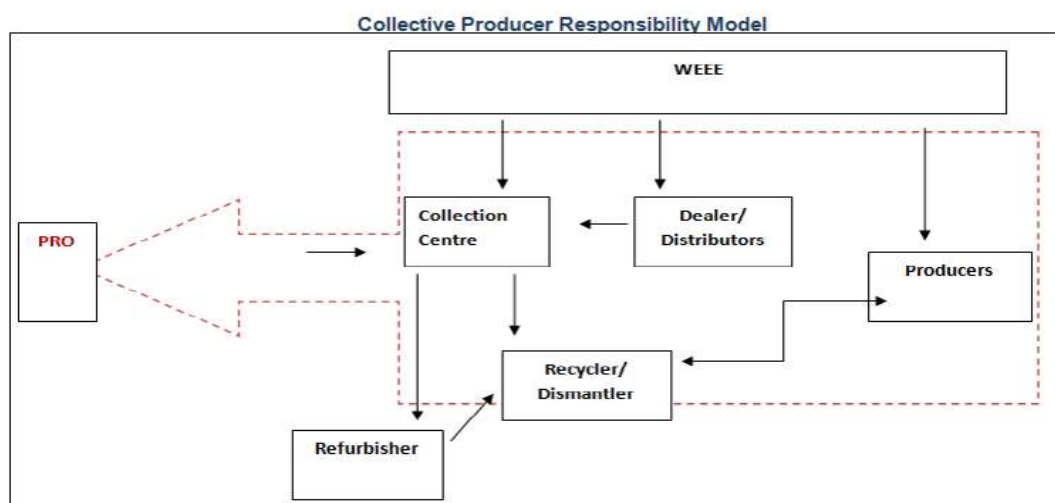 Collective Producer Responsibility Model
WEEE
PRO
Collection
Centre
Dealer/
Distributors
Producers
Recycler/
Dismantler
Refurbisher